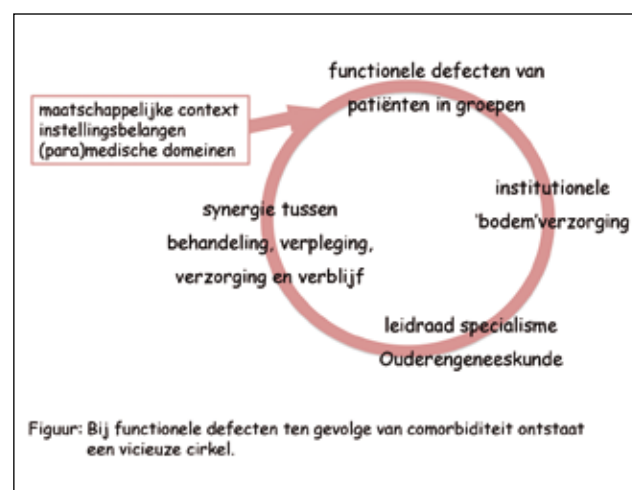 functionele defecten van
patiënten in groepen
maatschappelijke context
instellingsbelangen
(para)medische domeinen
institutionele
'bodem'verzorging
synergie tussen
behandeling, verpleging,
verzorging en verblijf
leidraad specialisme
Ouderengeneeskunde
Figuur: Bij functionele defecten ten gevolge van comorbiditeit ontstaat
een vicieuze cirkel.